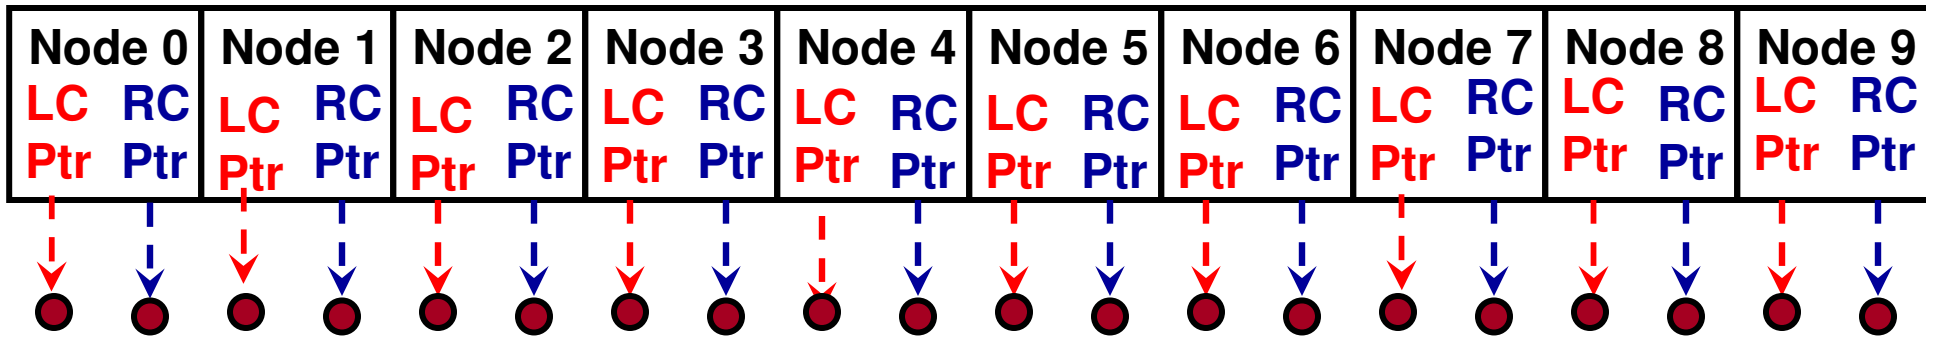 Node 0 Node 1 Node 2 Node 3 Node 4 Node 5 Node 6 Node 7 Node 8 Node 9
LC RC LC RC LC RC LC RC LC RC LC RC LC RC LC RC LC RC LC RC
Ptr Ptr Ptr Ptr Ptr Ptr Ptr Ptr Ptr Ptr Ptr Ptr Ptr Ptr Ptr Ptr Ptr Ptr Ptr Ptr